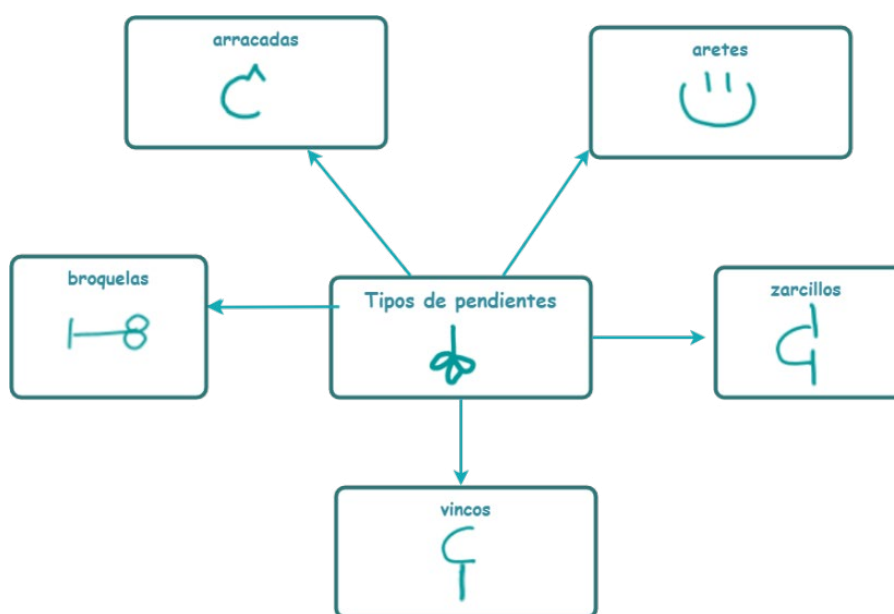 arracadas
aretes
broquelas
Tipos de pendientes
zarcillos
vincos